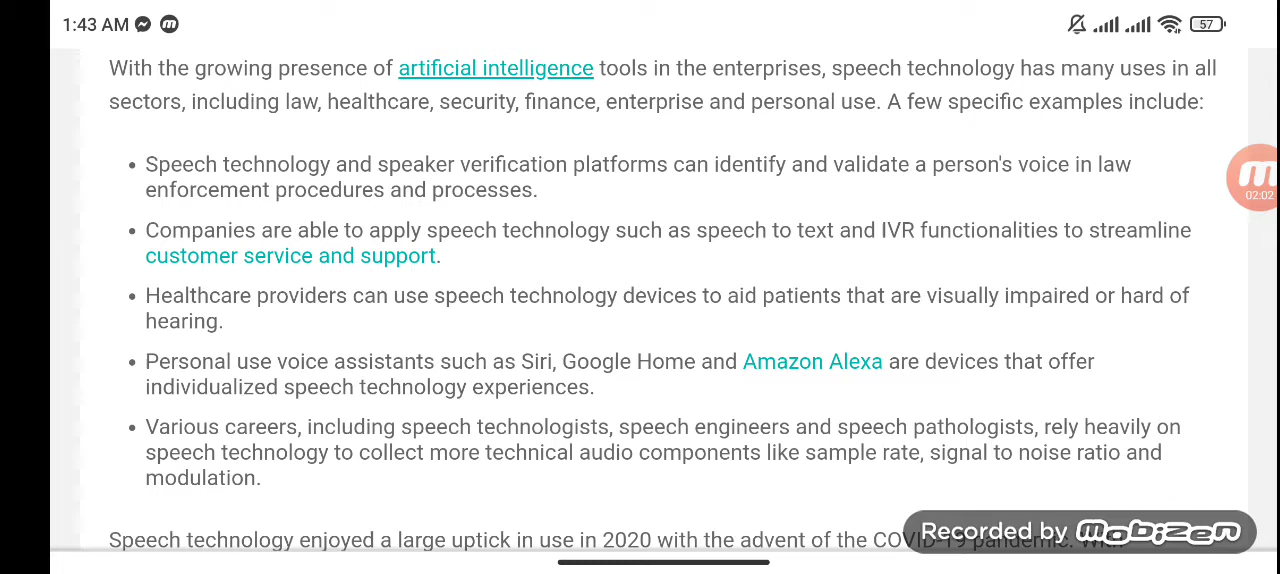 1:43 AM
57
With the growing presence of artificial intelligence tools in the enterprises, speech technology has many uses in all
sectors, including law, healthcare, security, finance, enterprise and personal use. A few specific examples include:
• Speech technology and speaker verification platforms can identify and validate a person's voice in law
enforcement procedures and processes.
02:02
• Companies are able to apply speech technology such as speech to text and IVR functionalities to streamline
customer service and support.
• Healthcare providers can use speech technology devices to aid patients that are visually impaired or hard of
hearing.
• Personal use voice assistants such as Siri, Google Home and Amazon Alexa are devices that offer
individualized speech technology experiences.
• Various careers, including speech technologists, speech engineers and speech pathologists, rely heavily on
speech technology to collect more technical audio components like sample rate, signal to noise ratio and
modulation.
Speech technology enjoyed a large uptick in use in 2020 with the advent of the COVID-19 pandemic. With
Recorded by mobizen